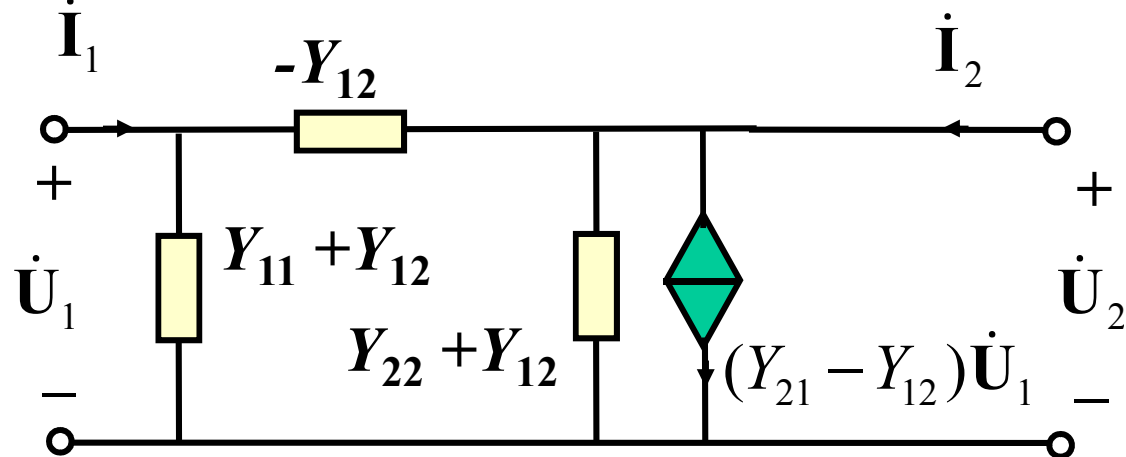 İ₁
-Y₁₂
İ₂
+
+
Y₁₁ +Y₁₂
U̇₁
U̇₂
Y₂₂ +Y₁₂
(Y₂₁ − Y₁₂)U̇₁
−
−